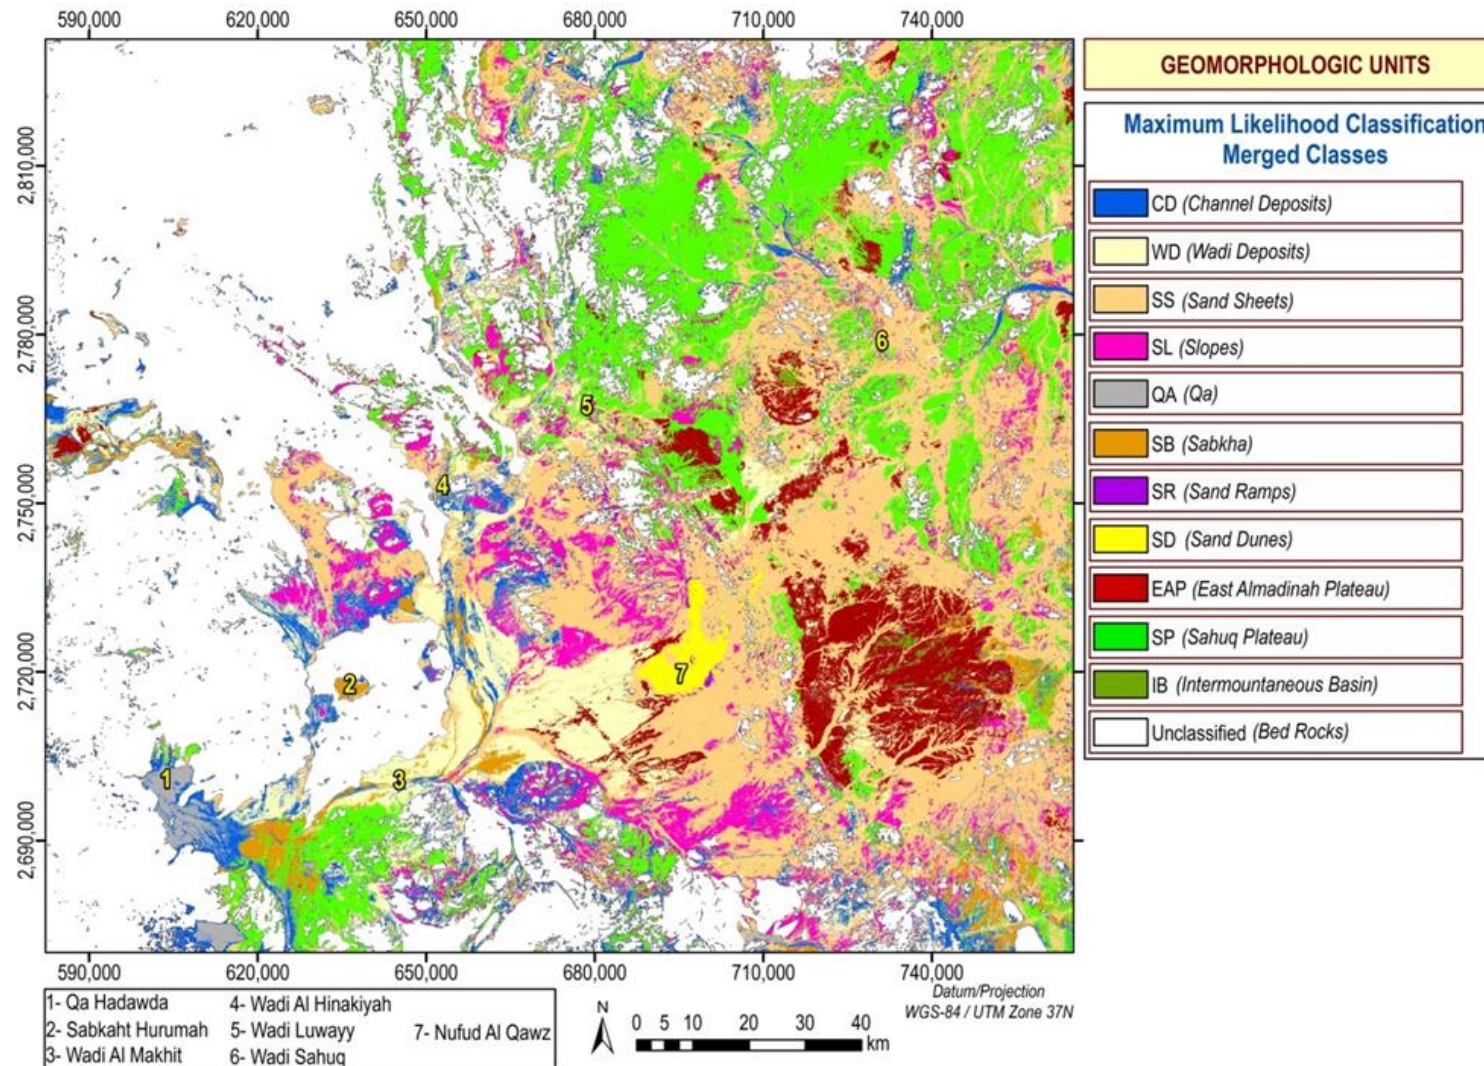 590,000 620,000 650,000 680,000 710,000 740,000
GEOMORPHOLOGIC UNITS
Maximum Likelihood Classification
Merged Classes
CD (Channel Deposits)
WD (Wadi Deposits)
SS (Sand Sheets)
SL (Slopes)
QA (Qa)
SB (Sabkha)
SR (Sand Ramps)
SD (Sand Dunes)
EAP (East Almadinah Plateau)
SP (Sahuq Plateau)
IB (Intermountaneous Basin)
Unclassified (Bed Rocks)
2,810,000
2,780,000
2,750,000
2,720,000
2,690,000
6
5
4
7
2
3
1
590,000 620,000 650,000 680,000 710,000 740,000
1- Qa Hadawda
2- Sabkaht Hurumah
3- Wadi Al Makhit
4- Wadi Al Hinakiyah
5- Wadi Luwayy
6- Wadi Sahuq
7- Nufud Al Qawz
N
0 5 10 20 30 40
km
Datum/Projection
WGS-84 / UTM Zone 37N